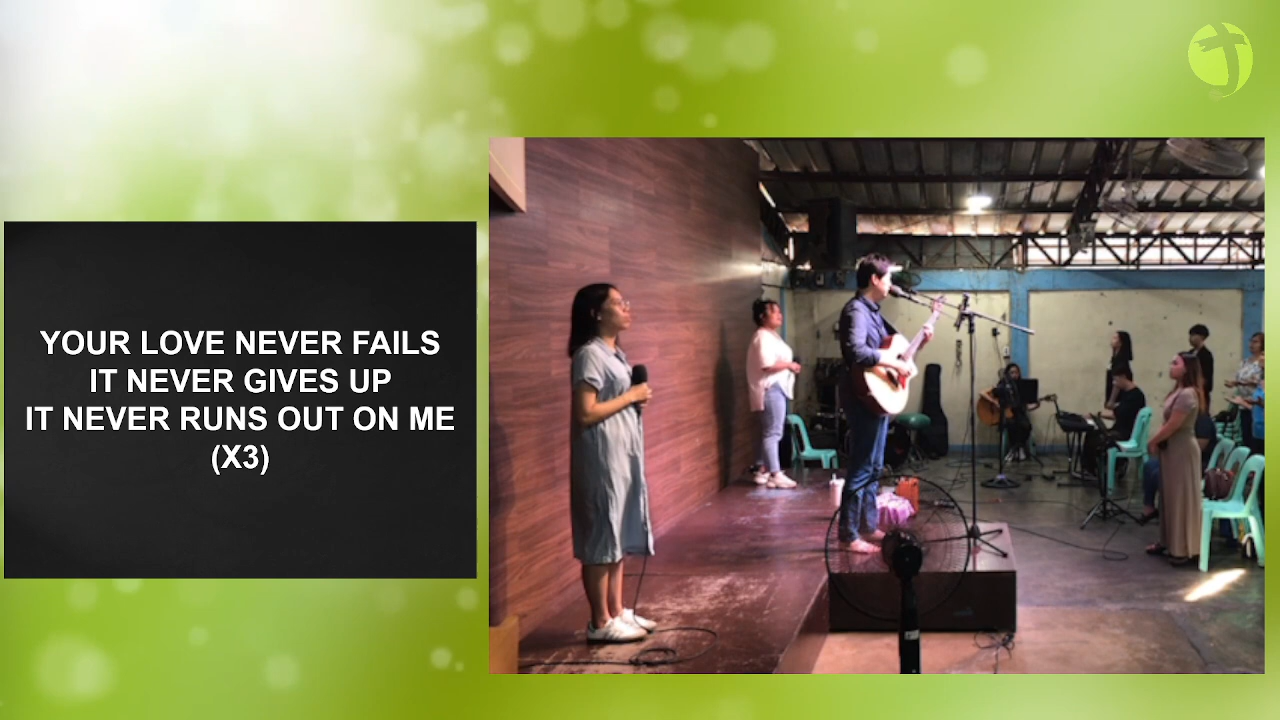 YOUR LOVE NEVER FAILS
IT NEVER GIVES UP
IT NEVER RUNS OUT ON ME
(X3)